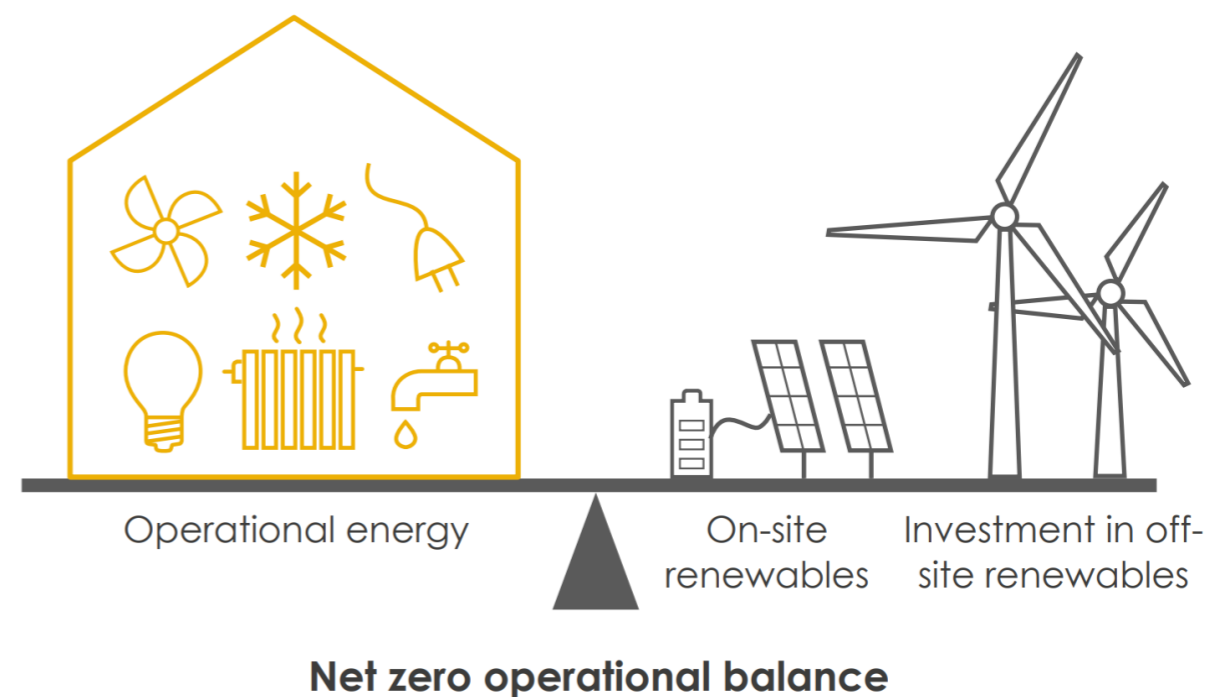 Operational energy
On-site
renewables
Investment in off-
site renewables
Net zero operational balance